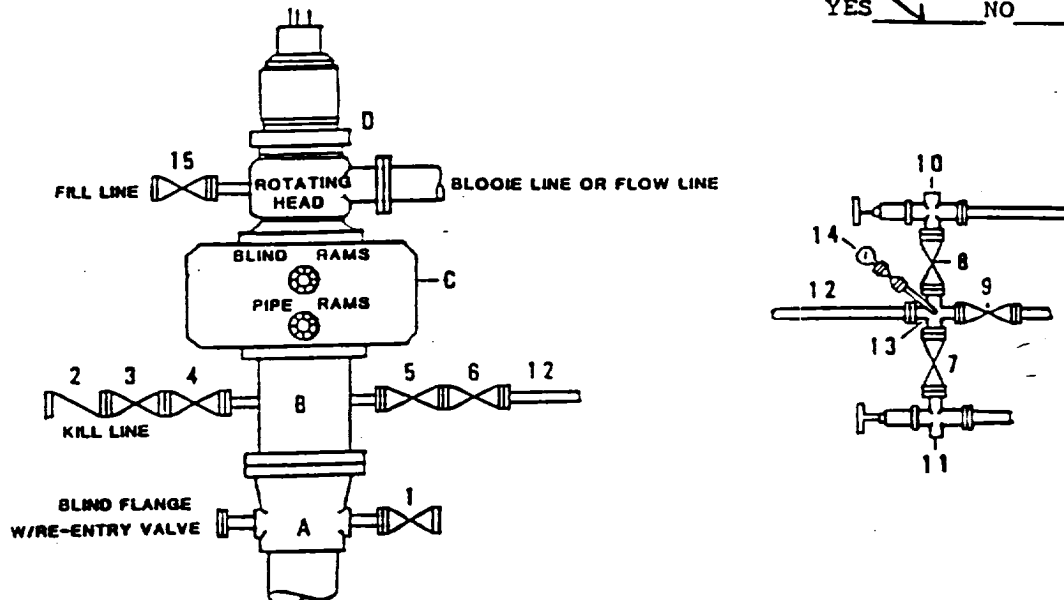 YES NO
D
15
FILL LINE
ROTATING
HEAD
BLOOIE LINE OR FLOW LINE
BLIND RAMS
PIPE RAMS
C
2 3 4
KILL LINE
B
5 6 12
BLIND FLANGE
W/RE-ENTRY VALVE
A
1
10
14
8
12
9
13
7
11